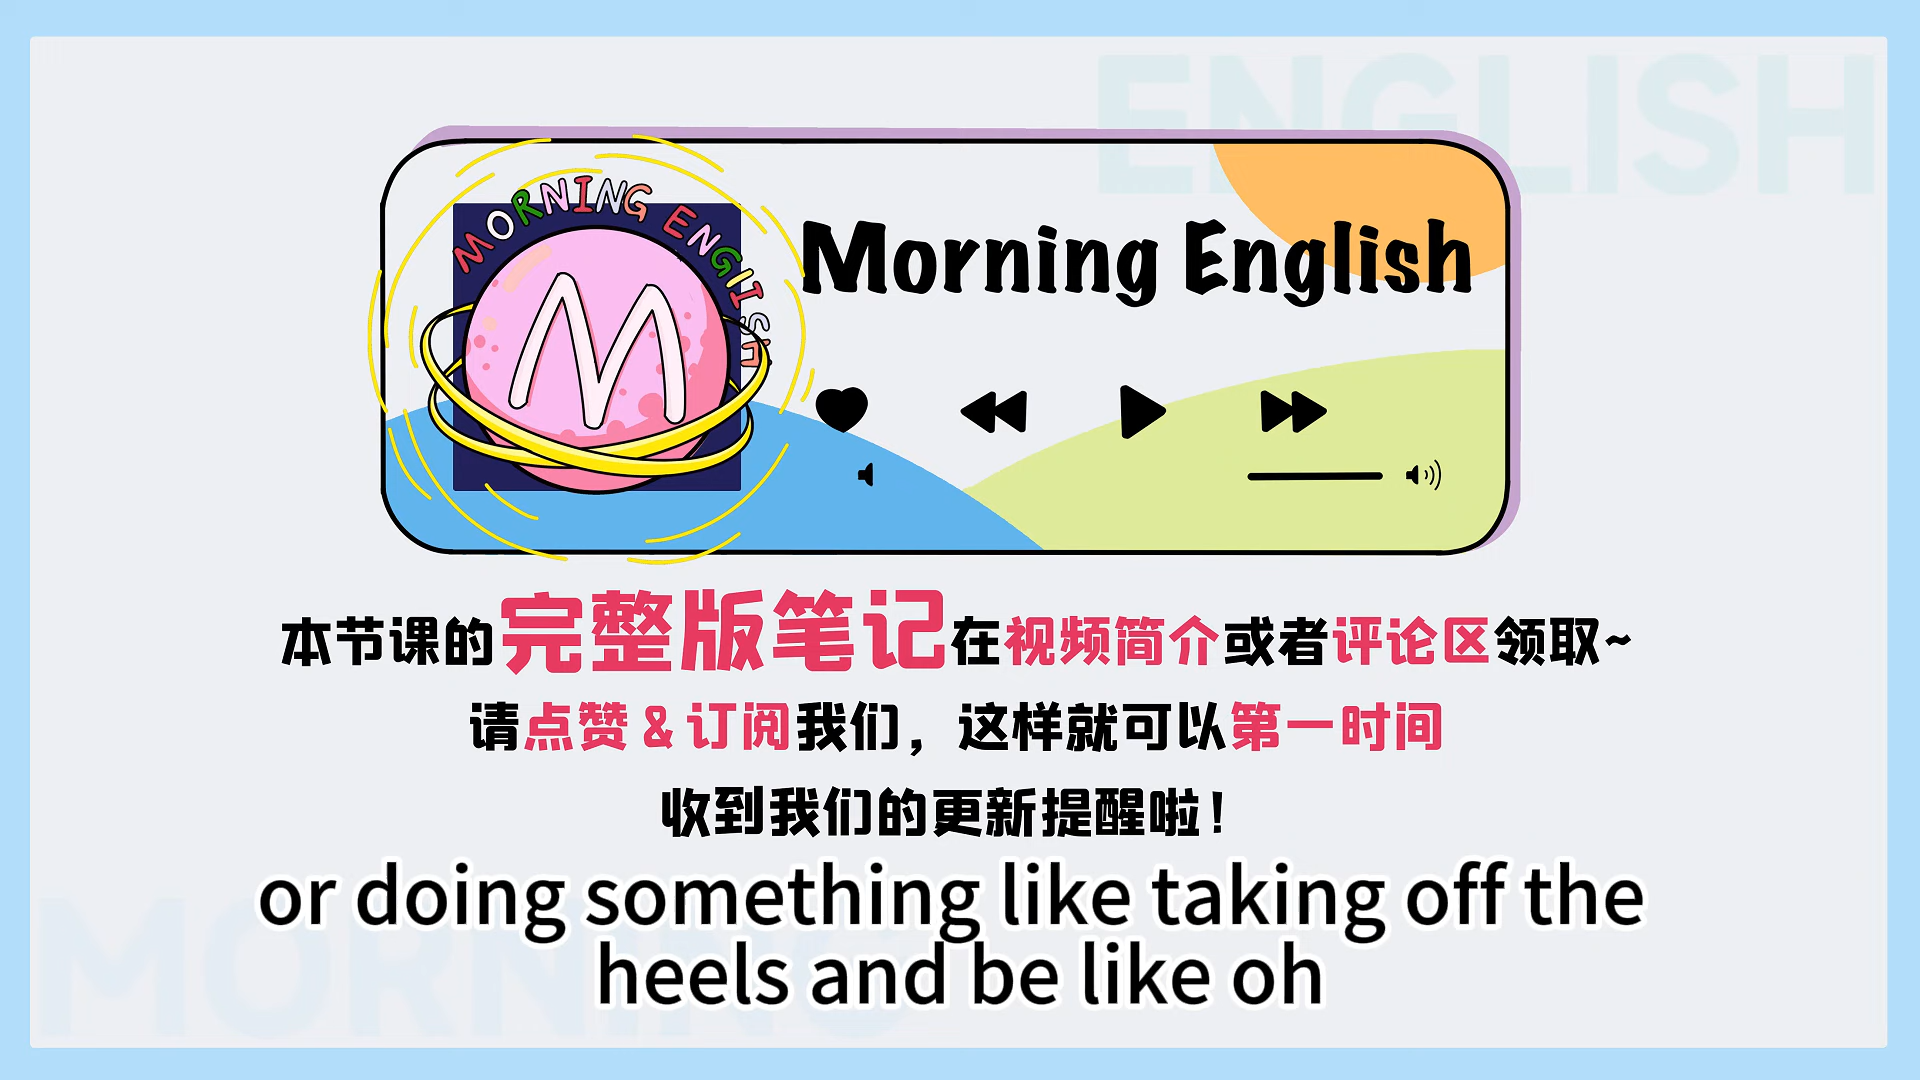 ENGLISH
MORNING ENGLISH
M
Morning English
本节课的完整版笔记在视频简介或者评论区领取~
请点赞&订阅我们，这样就可以第一时间
收到我们的更新提醒啦！
MORNING
or doing something like taking off the
heels and be like oh